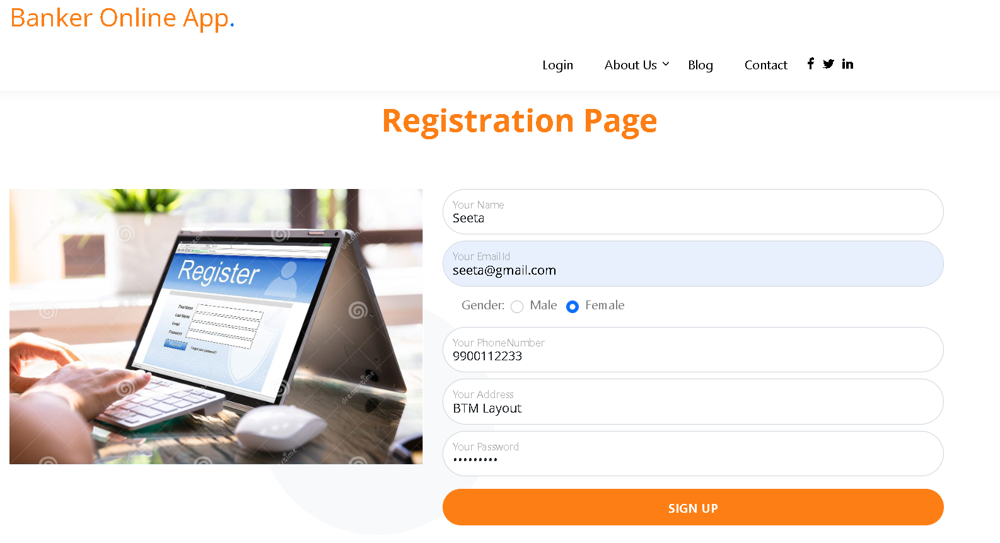 Banker Online App.
Login About Us Blog Contact
Registration Page
Your Name
Seeta
Your EmailId
seeta@gmail.com
Gender: Male Female
Your PhoneNumber
9900112233
Your Address
BTM Layout
Your Password
•••••••••
SIGN UP
Register
First Name
Last Name
Email
Password
Register
Forgot your password?
dreamstime